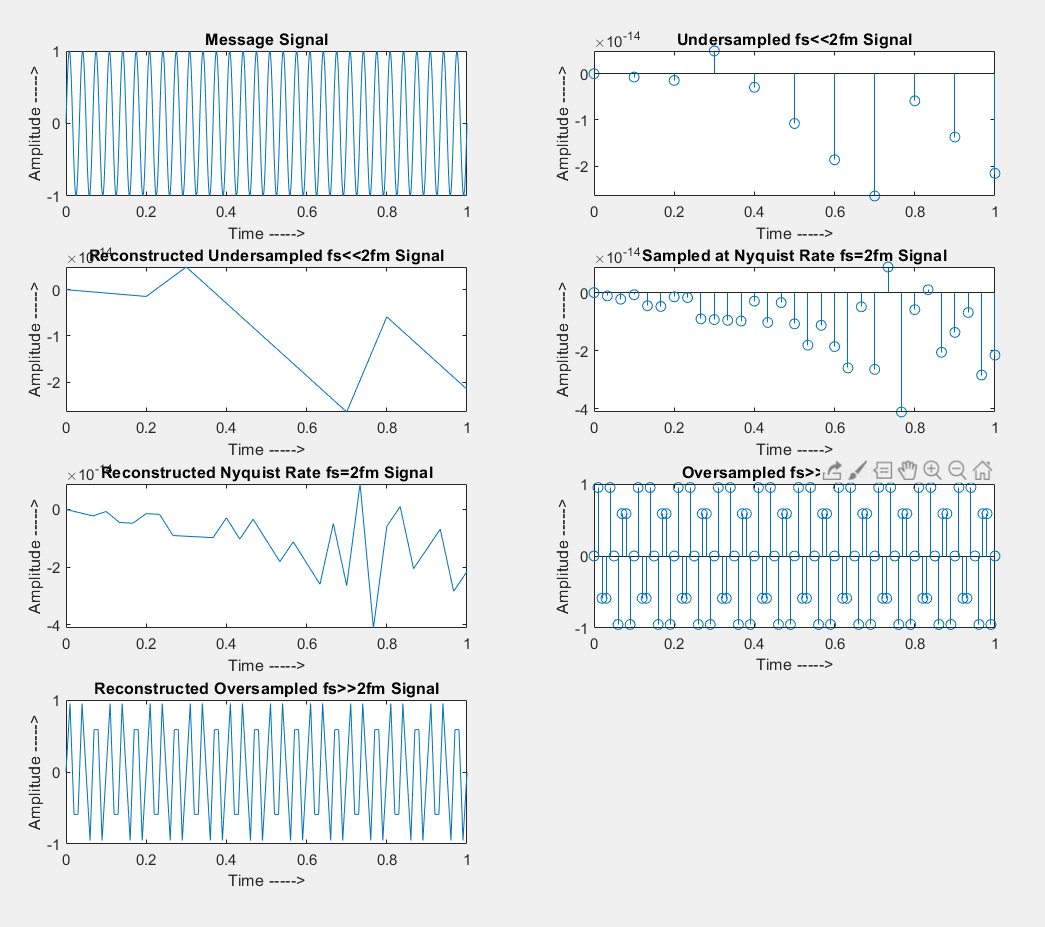 Message Signal
1
0
-1
Amplitude ----->
0 0.2 0.4 0.6 0.8 1
Time ----->
×10-14
Undersampled fs<<2fm Signal
0
-1
-2
Amplitude ----->
0 0.2 0.4 0.6 0.8 1
Time ----->
Reconstructed Undersampled fs<<2fm Signal
0
-1
-2
Amplitude ----->
0 0.2 0.4 0.6 0.8 1
Time ----->
×10-14
Sampled at Nyquist Rate fs=2fm Signal
0
-2
-4
Amplitude ----->
0 0.2 0.4 0.6 0.8 1
Time ----->
Reconstructed Nyquist Rate fs=2fm Signal
0
-2
-4
Amplitude ----->
0 0.2 0.4 0.6 0.8 1
Time ----->
Oversampled fs>>
1
0
-1
Amplitude ----->
0 0.2 0.4 0.6 0.8 1
Time ----->
Reconstructed Oversampled fs>>2fm Signal
1
0
-1
Amplitude ----->
0 0.2 0.4 0.6 0.8 1
Time ----->